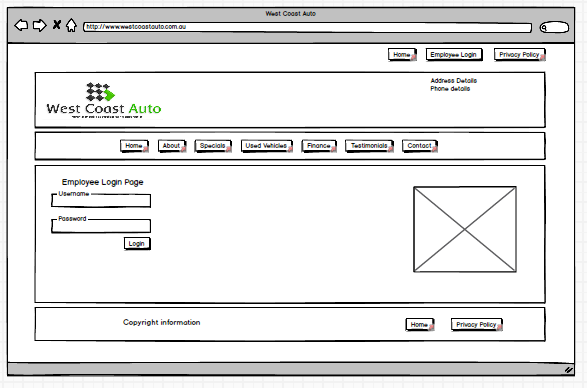 West Coast Auto
http://www.westcoastauto.com.au
Home Employee Login Privacy Policy
Address Details
Phone details
West Coast Auto
Home About Specials Used Vehicles Finance Testimonials Contact
Employee Login Page
Username
Password
Login
Copyright information
Home Privacy Policy